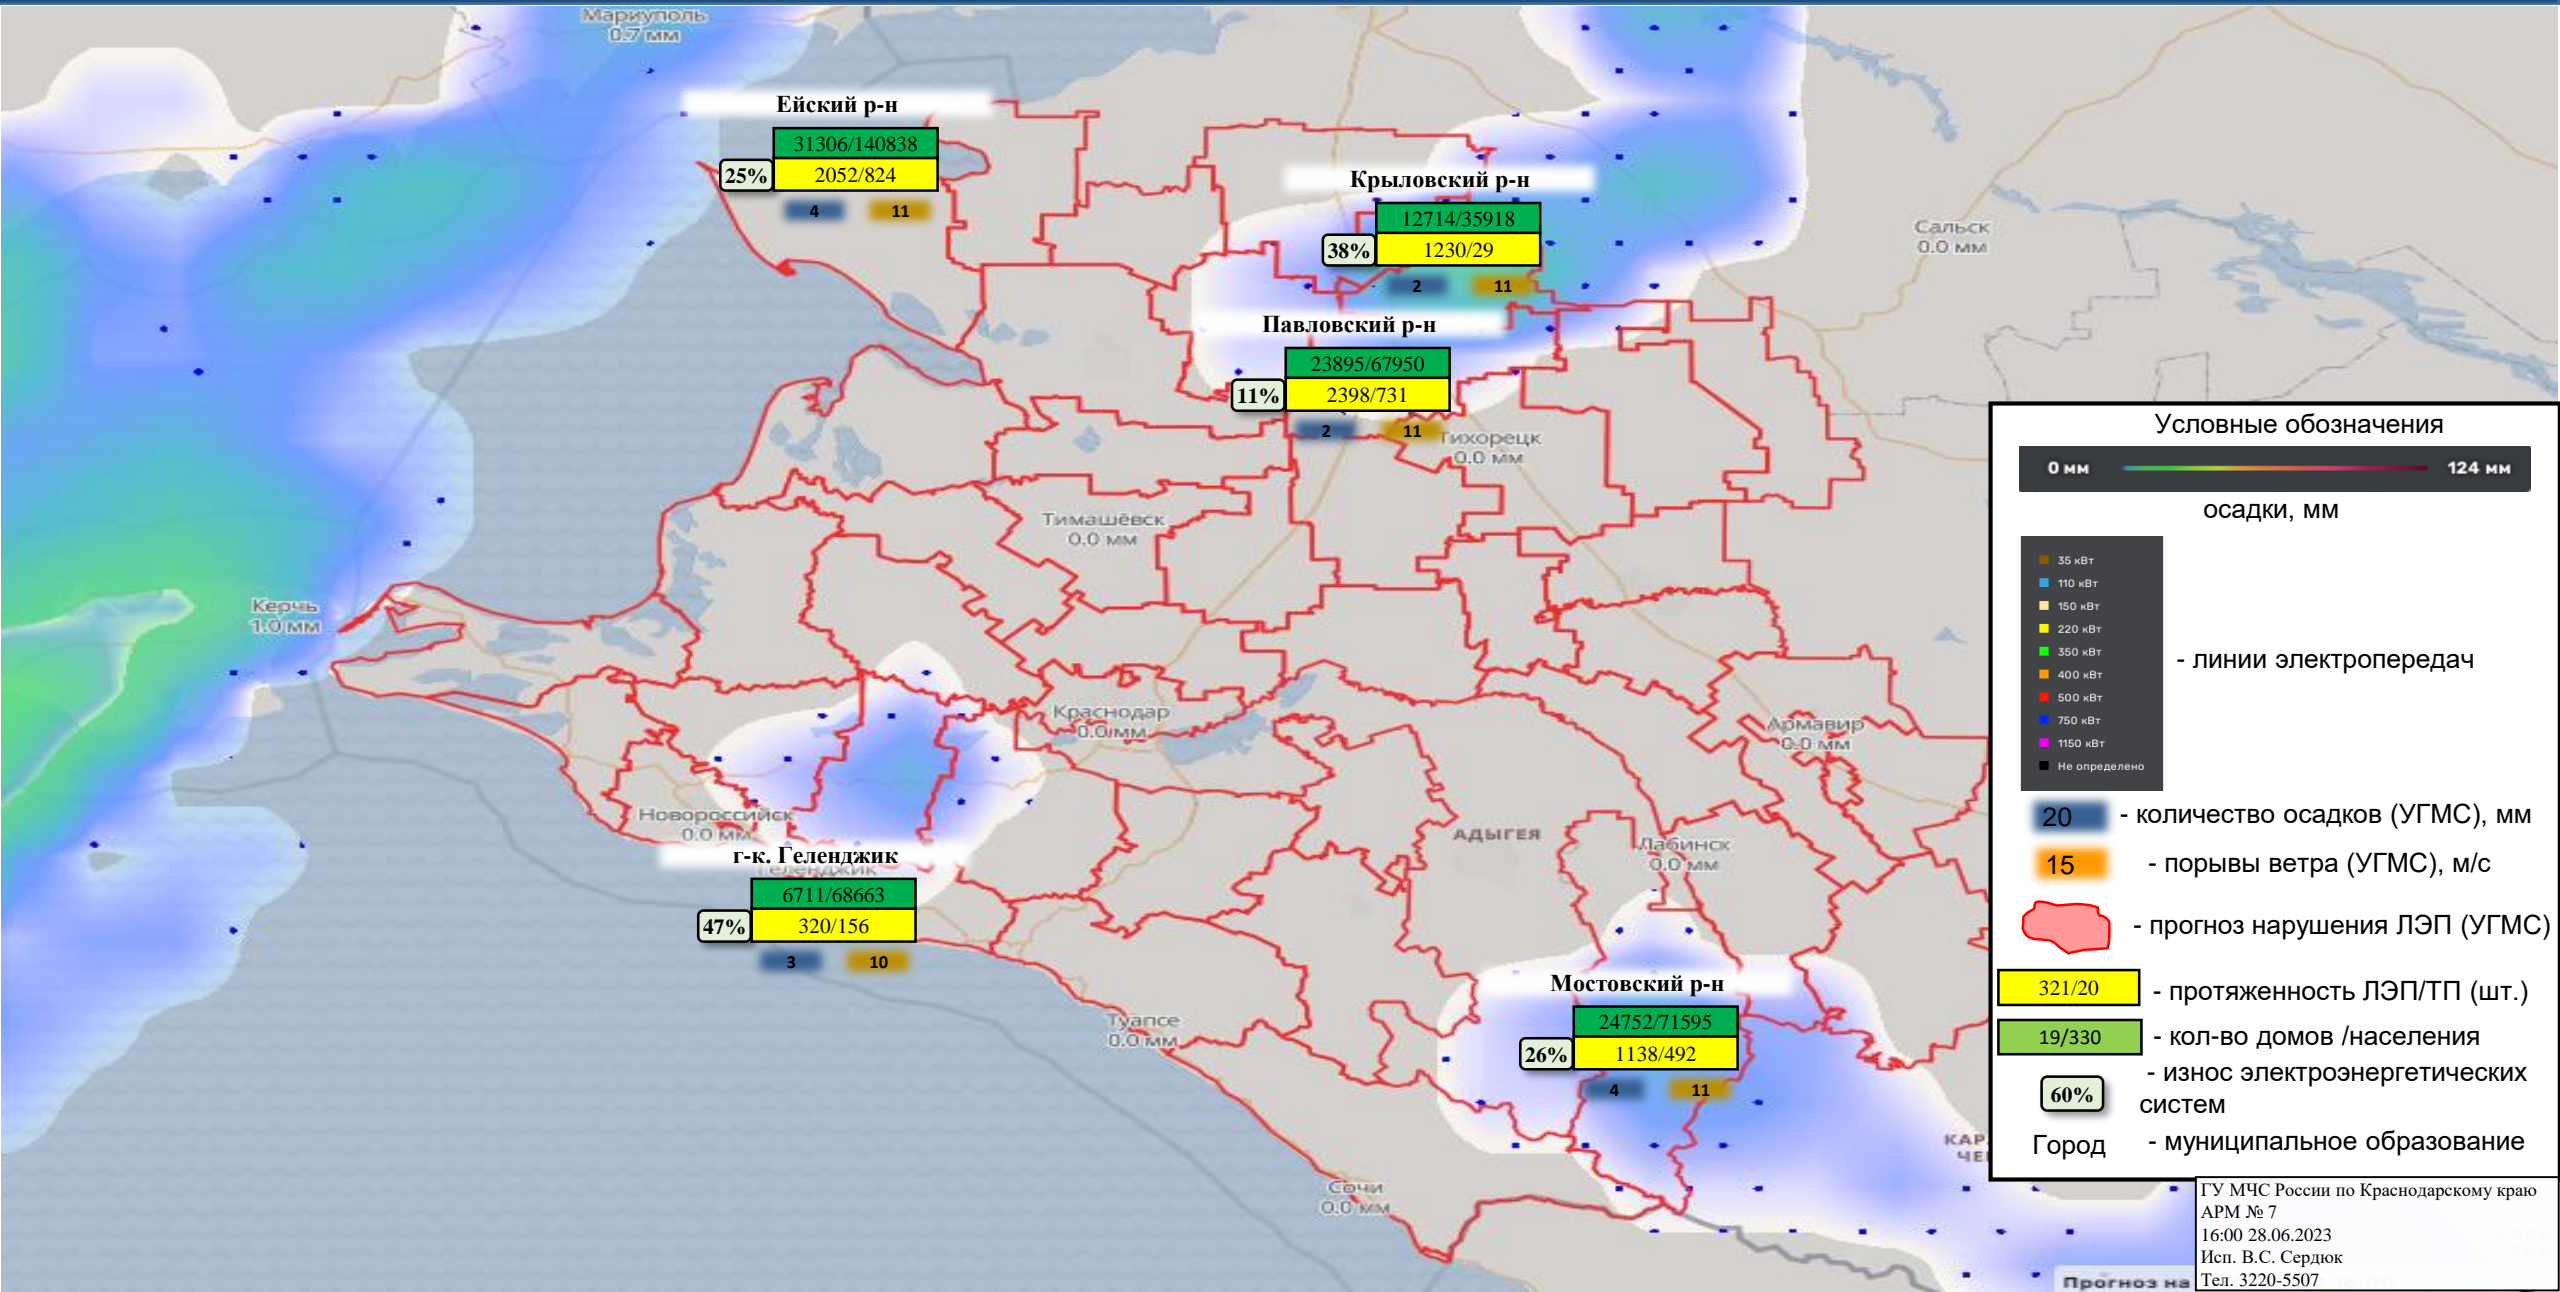 Мариуполь
0.7 мм
Ейский р-н
31306/140838
25%
2052/824
4
11
Крыловский р-н
12714/35918
38%
1230/29
2
11
Сальск
0.0 мм
Павловский р-н
23895/67950
11%
2398/731
2
11
Тихорецк
0.0 мм
Тимашёвск
0.0 мм
Керчь
1.0 мм
Краснодар
0.0 мм
Армавир
0.0 мм
Новороссийск
0.0 мм
АДЫГЕЯ
Лабинск
0.0 мм
г-к. Геленджик
Геленджик
6711/68663
47%
320/156
3
10
Мостовский р-н
24752/71595
26%
1138/492
4
11
Туапсе
0.0 мм
Сочи
0.0 мм
КАР
ЧЕ
Условные обозначения
0 мм
124 мм
осадки, мм
35 кВт
110 кВт
150 кВт
220 кВт
350 кВт
400 кВт
500 кВт
750 кВт
1150 кВт
Не определено
- линии электропередач
20 - количество осадков (УГМС), мм
15 - порывы ветра (УГМС), м/с
- прогноз нарушения ЛЭП (УГМС)
321/20 - протяженность ЛЭП/ТП (шт.)
19/330 - кол-во домов /населения
60% - износ электроэнергетических
систем
Город - муниципальное образование
ГУ МЧС России по Краснодарскому краю
АРМ № 7
16:00 28.06.2023
Исп. В.С. Сердюк
Тел. 3220-5507
Прогноз на